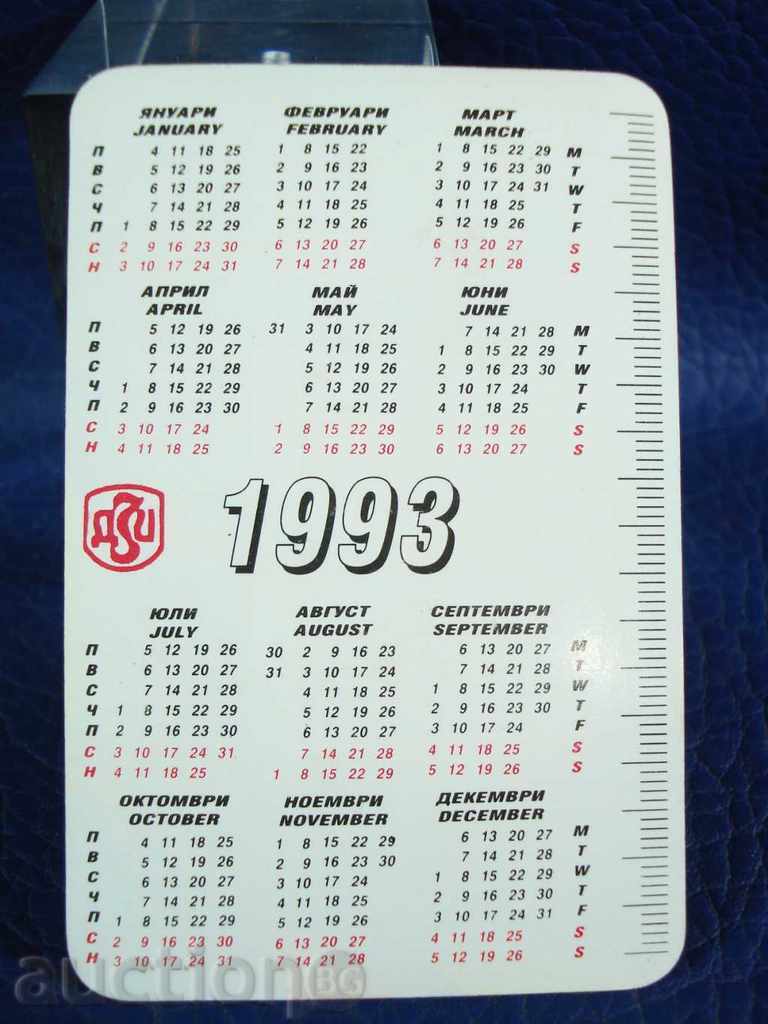 ЯНУАРИ ФЕВРУАРИ МАРТ
JANUARY FEBRUARY MARCH
П 4 11 18 25 1 8 15 22 1 8 15 22 29 M
В 5 12 19 26 2 9 16 23 2 9 16 23 30 T
С 6 13 20 27 3 10 17 24 3 10 17 24 31 W
Ч 7 14 21 28 4 11 18 25 4 11 18 25 T
П 1 8 15 22 29 5 12 19 26 5 12 19 26 F
С 2 9 16 23 30 6 13 20 27 6 13 20 27 S
Н 3 10 17 24 31 7 14 21 28 7 14 21 28 S
АПРИЛ МАЙ ЮНИ
APRIL MAY JUNE
П 5 12 19 26 31 3 10 17 24 7 14 21 28 M
В 6 13 20 27 4 11 18 25 1 8 15 22 29 T
С 7 14 21 28 5 12 19 26 2 9 16 23 30 W
Ч 1 8 15 22 29 6 13 20 27 3 10 17 24 T
П 2 9 16 23 30 7 14 21 28 4 11 18 25 F
С 3 10 17 24 1 8 15 22 29 5 12 19 26 S
Н 4 11 18 25 2 9 16 23 30 6 13 20 27 S
ДЗИ 1993
ЮЛИ АВГУСТ СЕПТЕМВРИ
JULY AUGUST SEPTEMBER
П 5 12 19 26 30 2 9 16 23 6 13 20 27 M
В 6 13 20 27 31 3 10 17 24 7 14 21 28 T
С 7 14 21 28 4 11 18 25 1 8 15 22 29 W
Ч 1 8 15 22 29 5 12 19 26 2 9 16 23 30 T
П 2 9 16 23 30 6 13 20 27 3 10 17 24 F
С 3 10 17 24 31 7 14 21 28 4 11 18 25 S
Н 4 11 18 25 1 8 15 22 29 5 12 19 26 S
ОКТОМВРИ НОЕМВРИ ДЕКЕМВРИ
OCTOBER NOVEMBER DECEMBER
П 4 11 18 25 1 8 15 22 29 6 13 20 27 M
В 5 12 19 26 2 9 16 23 30 7 14 21 28 T
С 6 13 20 27 3 10 17 24 1 8 15 22 29 W
Ч 7 14 21 28 4 11 18 25 2 9 16 23 30 T
П 1 8 15 22 29 5 12 19 26 3 10 17 24 31 F
С 2 9 16 23 30 6 13 20 27 4 11 18 25 S
Н 3 10 17 24 31 7 14 21 28 5 12 19 26 S
auction BG